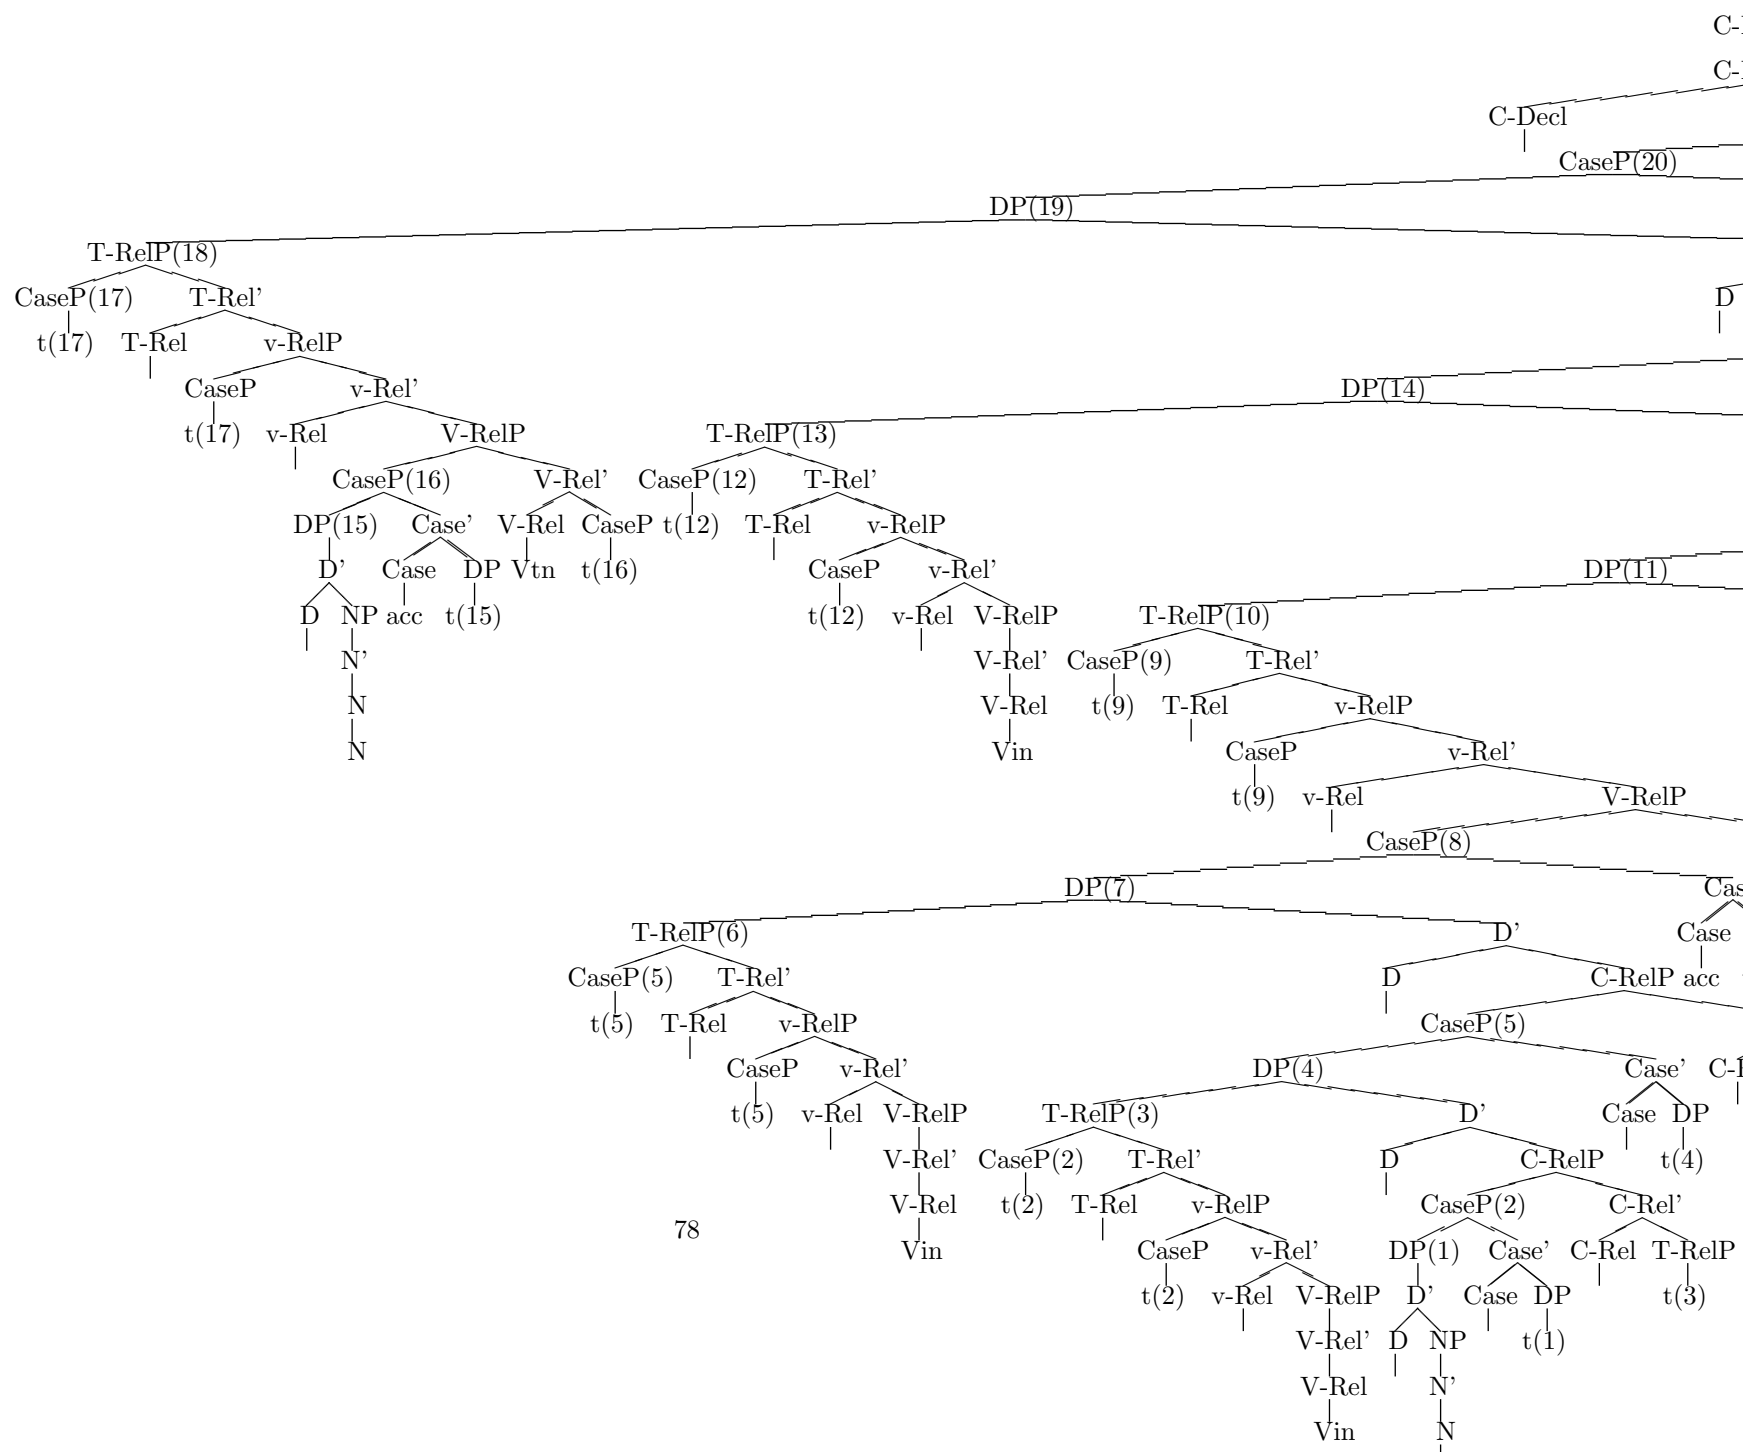 C-
C-
C-Decl
CaseP(20)
DP(19)
T-RelP(18)
CaseP(17) T-Rel' D
t(17) T-Rel v-RelP
CaseP v-Rel' DP(14)
t(17) v-Rel V-RelP T-RelP(13)
CaseP(16) V-Rel' CaseP(12) T-Rel'
DP(15) Case' V-Rel CaseP t(12) T-Rel v-RelP
D' Case DP Vtn t(16) CaseP v-Rel' DP(11)
D NP acc t(15) t(12) v-Rel V-RelP T-RelP(10)
N' V-Rel' CaseP(9) T-Rel'
N V-Rel t(9) T-Rel v-RelP
N Vin CaseP v-Rel'
t(9) v-Rel V-RelP
CaseP(8)
DP(7) Cas
T-RelP(6) D' Case
CaseP(5) T-Rel' D C-RelP acc
t(5) T-Rel v-RelP CaseP(5)
CaseP v-Rel' DP(4) Case' C-
t(5) v-Rel V-RelP T-RelP(3) D' Case DP
V-Rel' CaseP(2) T-Rel' D C-RelP t(4)
V-Rel t(2) T-Rel v-RelP CaseP(2) C-Rel'
78
Vin CaseP v-Rel' DP(1) Case' C-Rel T-RelP
t(2) v-Rel V-RelP D' Case DP t(3)
V-Rel' D NP t(1)
V-Rel N'
Vin N